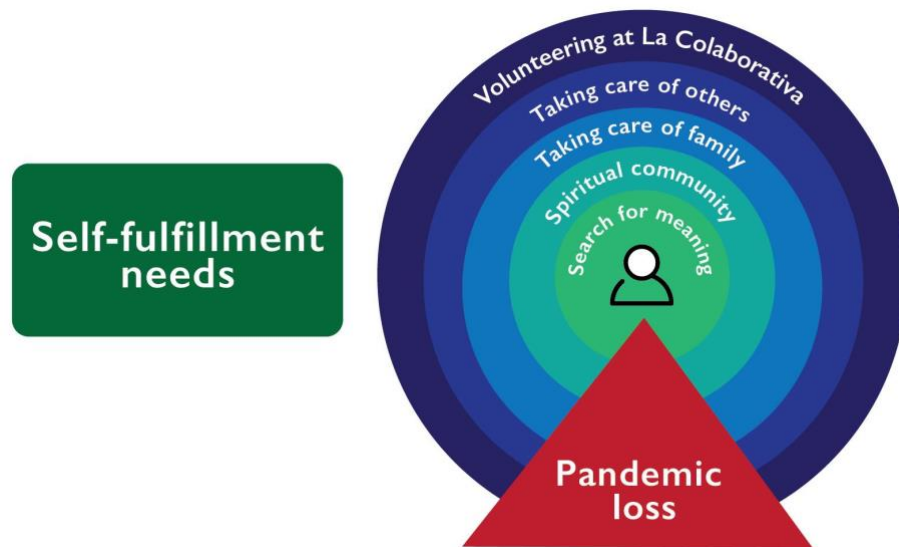 Self-fulfillment
needs
Volunteering at La Colaborativa
Taking care of others
Taking care of family
Spiritual community
Search for meaning
Pandemic
loss